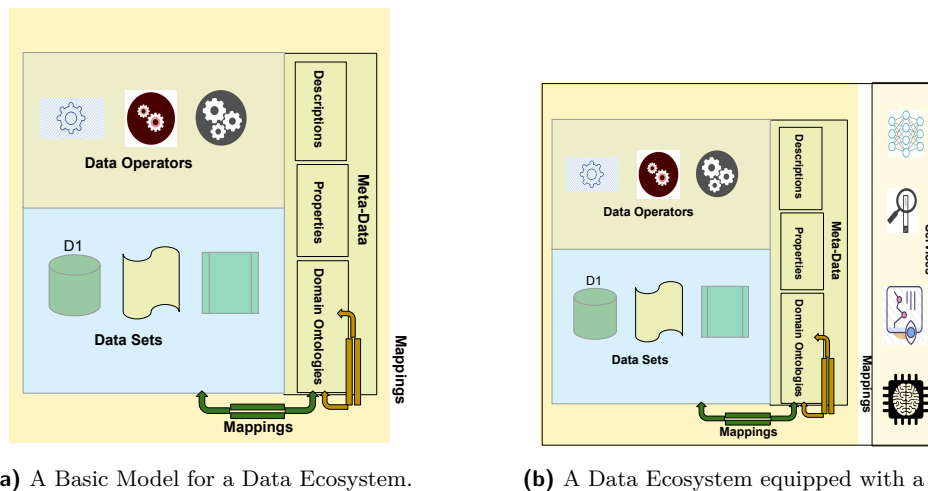 Data Operators
D1
Data Sets
Descriptions
Properties
Domain Ontologies
Meta-Data
Mappings
Mappings
a) A Basic Model for a Data Ecosystem.
Data Operators
D1
Data Sets
Descriptions
Properties
Domain Ontologies
Meta-Data
Mappings
Mappings
(b) A Data Ecosystem equipped with a